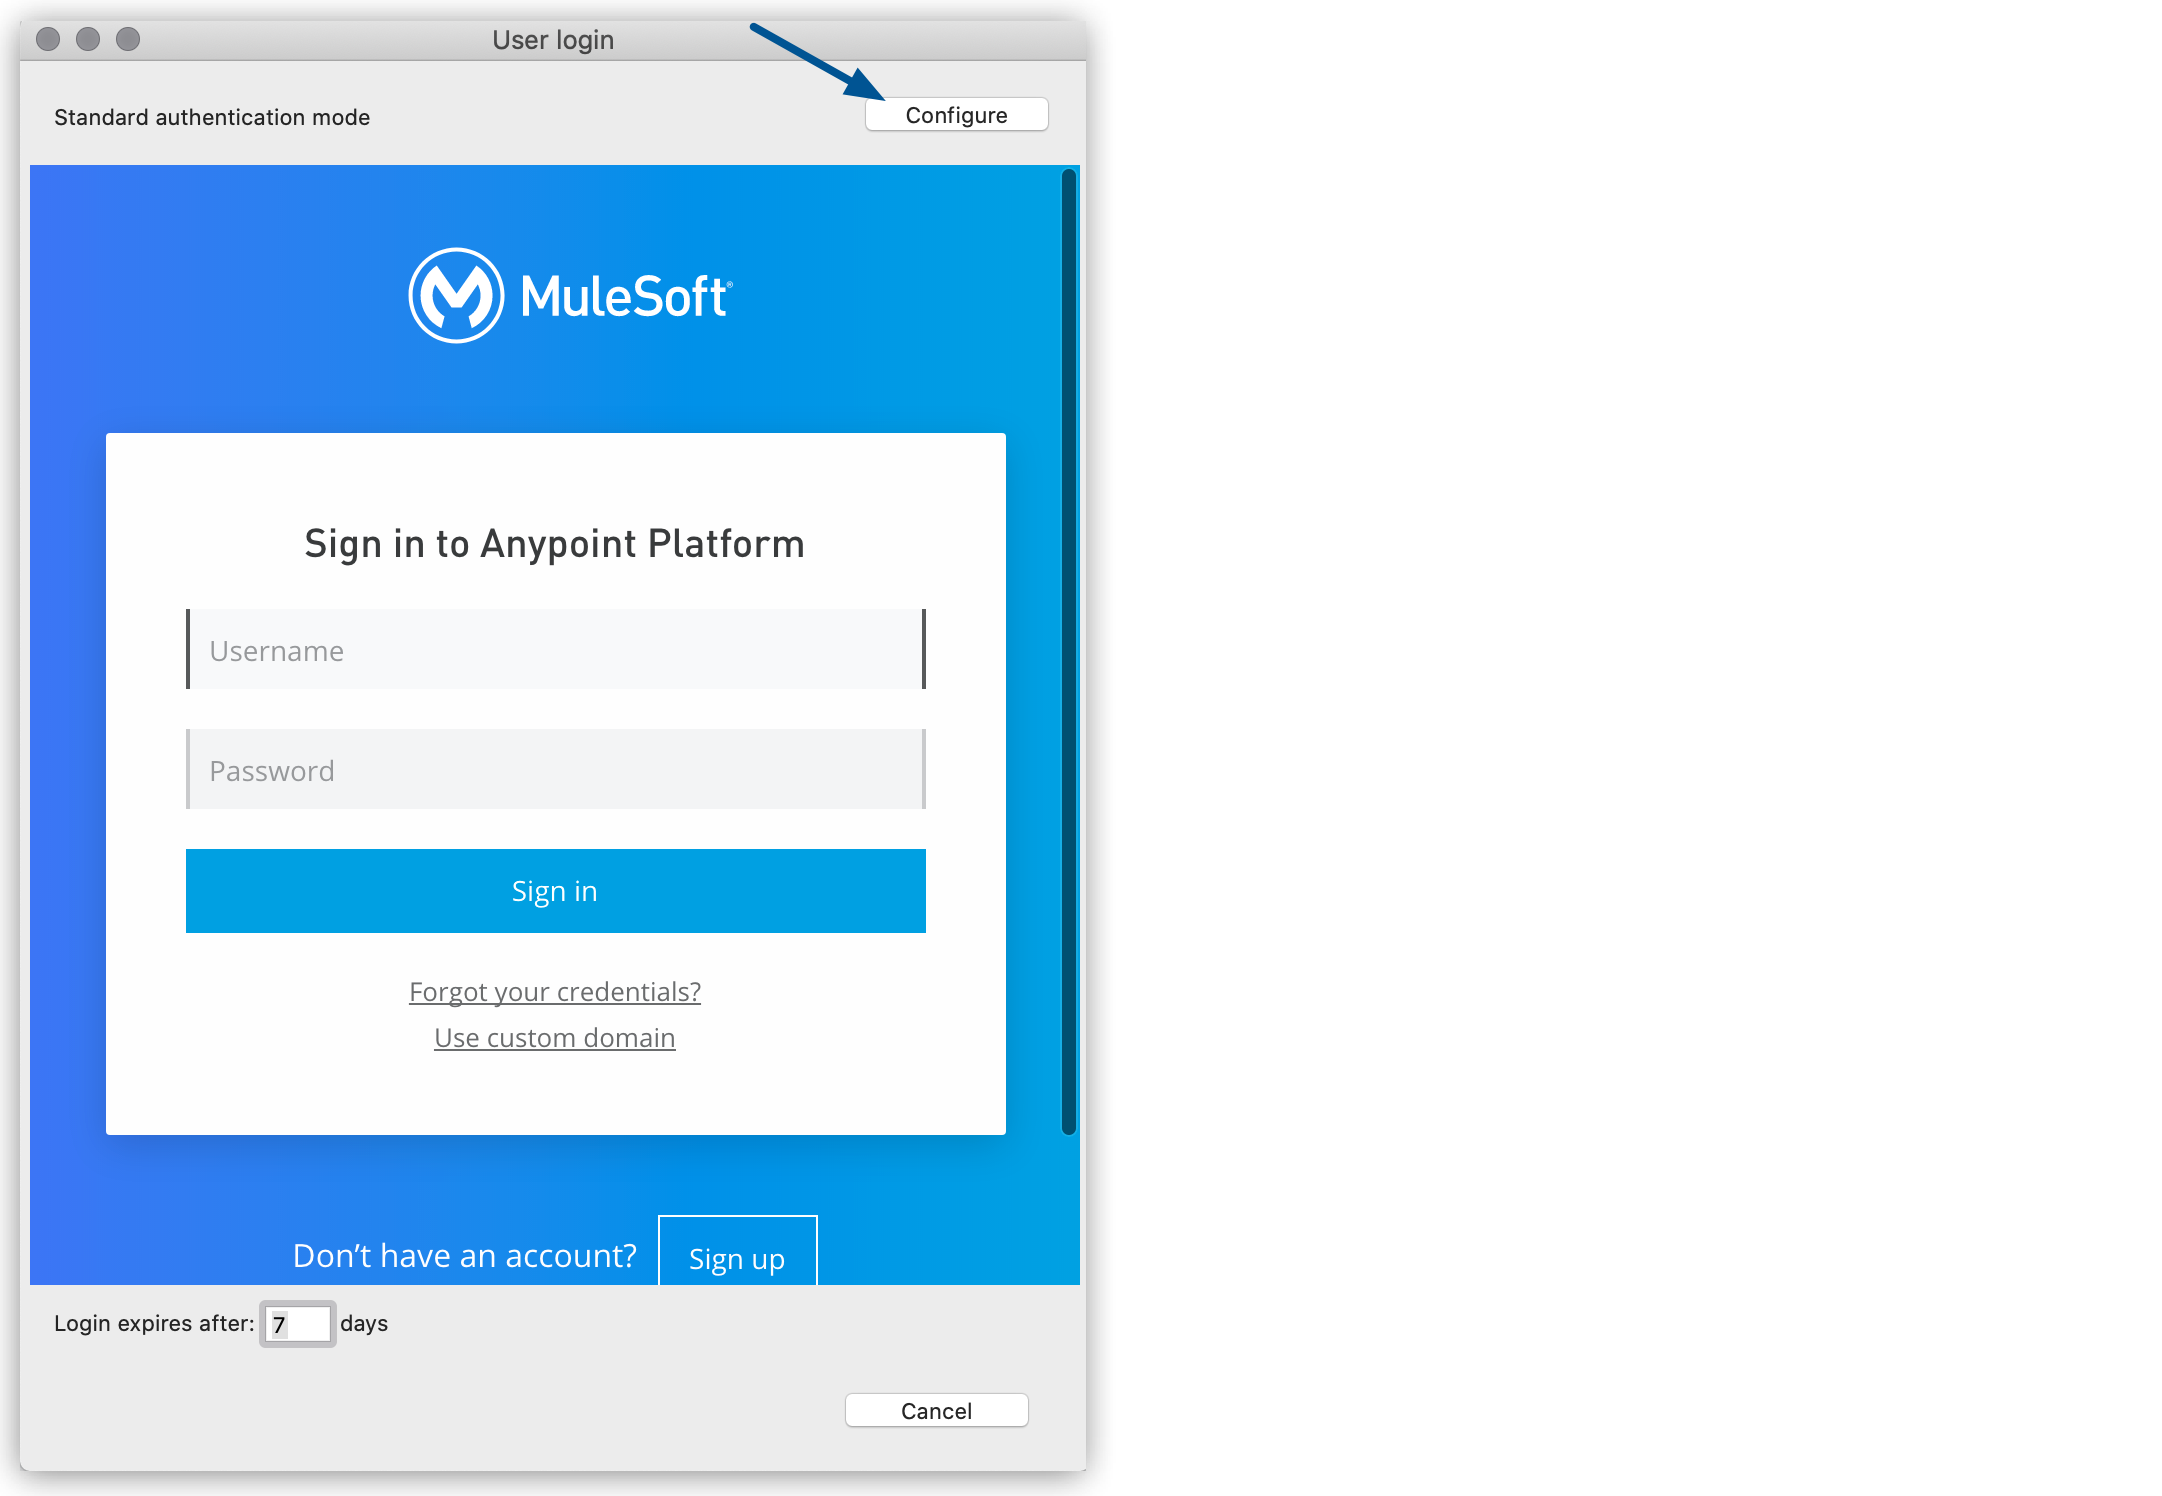 User login
Standard authentication mode
Configure
MuleSoft®
Sign in to Anypoint Platform
Username
Password
Sign in
Forgot your credentials?
Use custom domain
Don’t have an account? Sign up
Login expires after: 7 days
Cancel